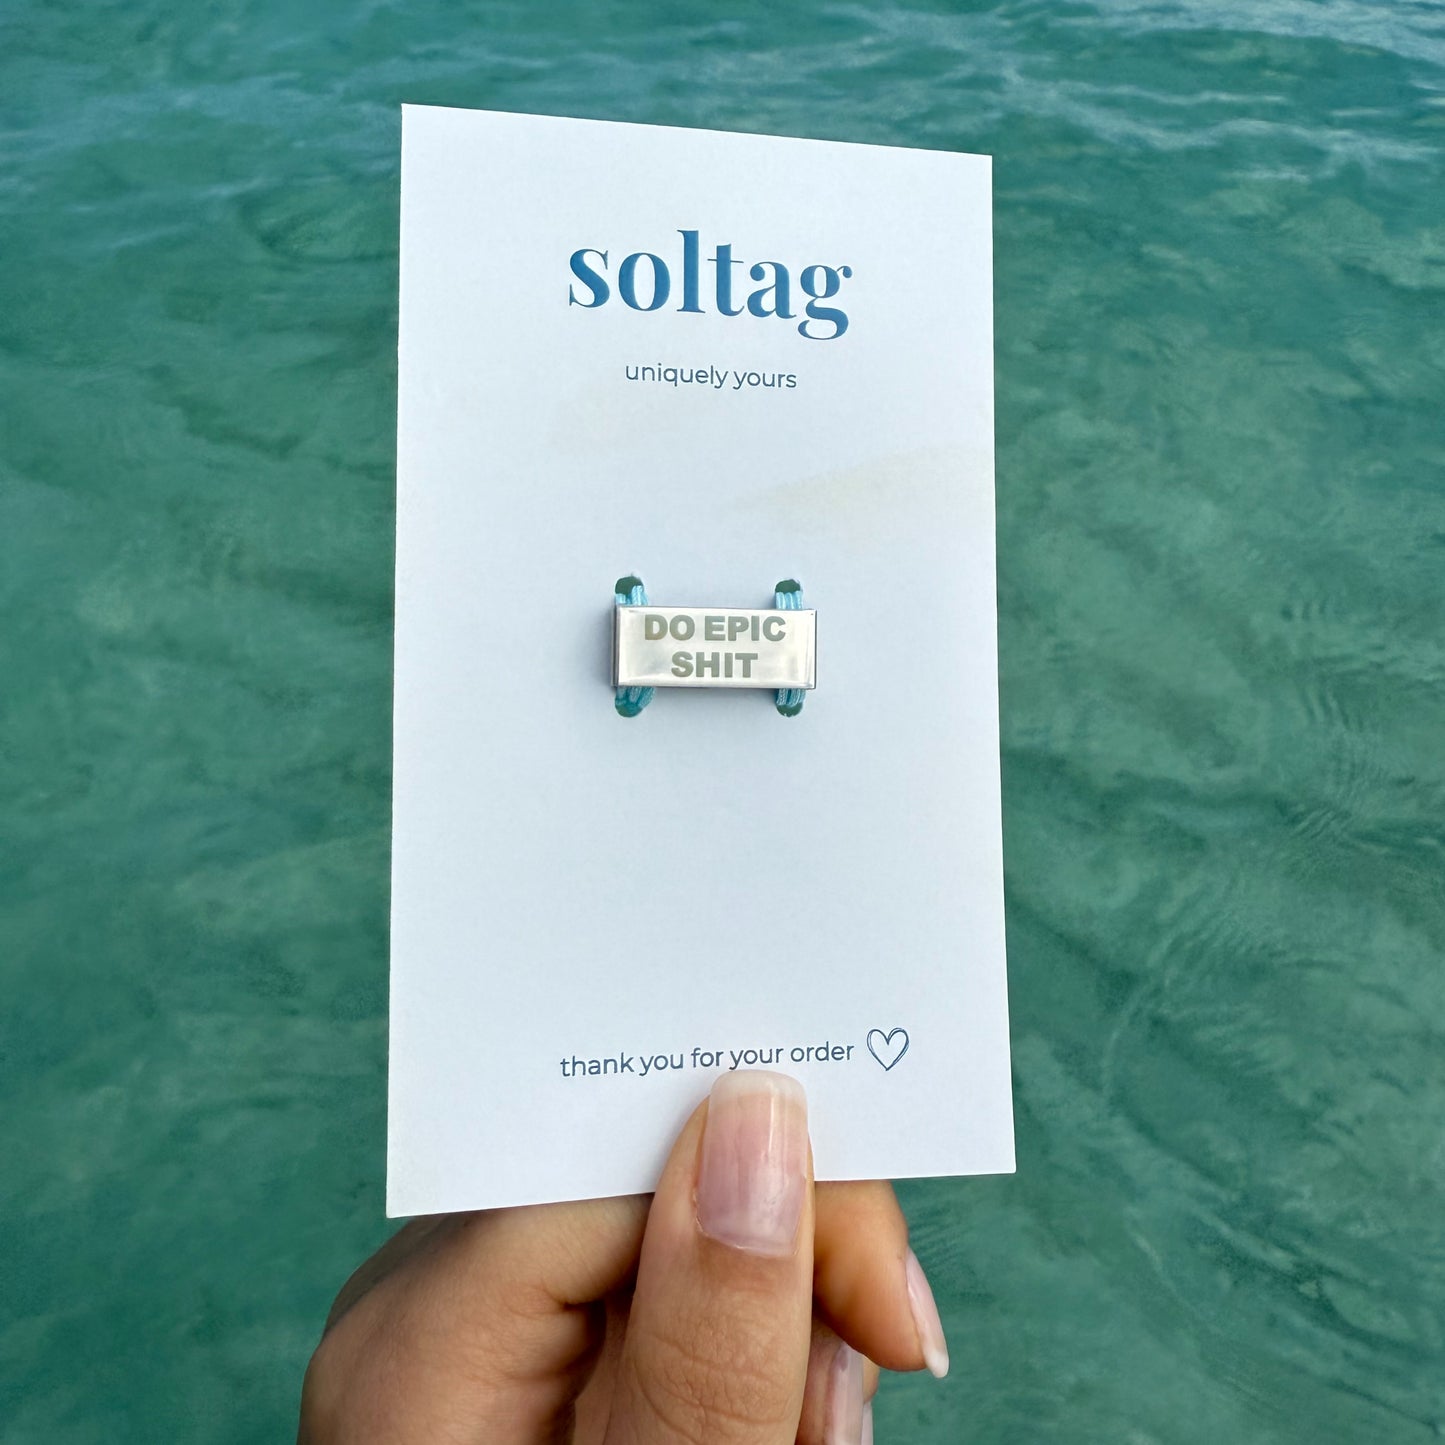 soltag
uniquely yours
DO EPIC
SHIT
thank you for your order